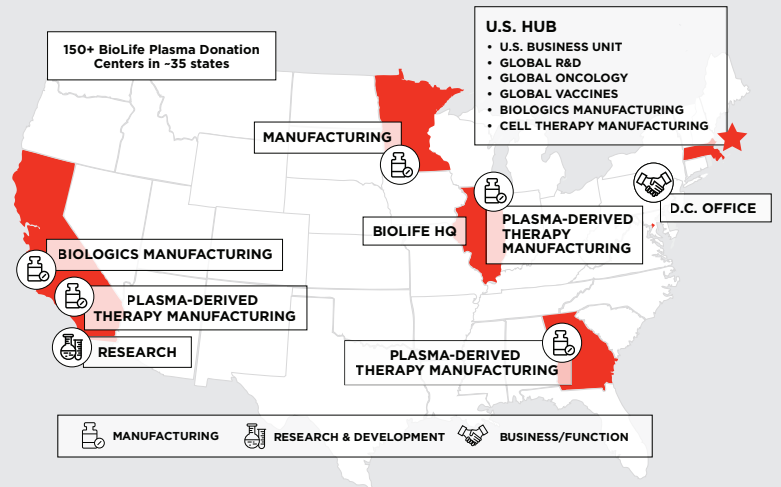 150+ BioLife Plasma Donation
Centers in ~35 states
U.S. HUB
• U.S. BUSINESS UNIT
• GLOBAL R&D
• GLOBAL ONCOLOGY
• GLOBAL VACCINES
• BIOLOGICS MANUFACTURING
• CELL THERAPY MANUFACTURING
MANUFACTURING
D.C. OFFICE
BIOLIFE HQ
PLASMA-DERIVED
THERAPY
MANUFACTURING
BIOLOGICS MANUFACTURING
PLASMA-DERIVED
THERAPY MANUFACTURING
RESEARCH
PLASMA-DERIVED
THERAPY MANUFACTURING
MANUFACTURING
RESEARCH & DEVELOPMENT
BUSINESS/FUNCTION